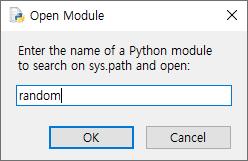 Open Module
Enter the name of a Python module
to search on sys.path and open:
random
OK
Cancel